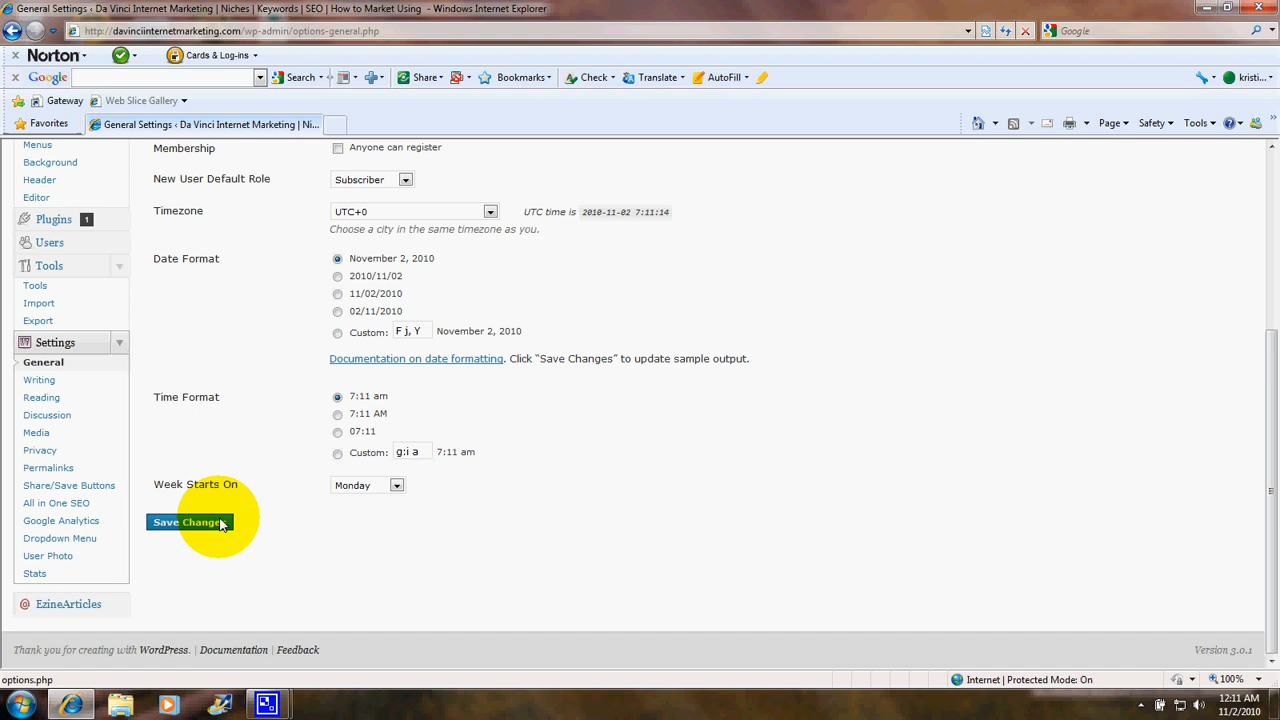 General Settings ‹ Da Vinci Internet Marketing | Niches | Keywords | SEO | How to Market Using - Windows Internet Explorer
http://davinciinternetmarketing.com/wp-admin/options-general.php
Google
Norton
Cards & Log-ins
Google
Search
Share
Bookmarks
Check
Translate
AutoFill
kristi...
Gateway
Web Slice Gallery
Favorites
General Settings ‹ Da Vinci Internet Marketing | Ni...
Page
Safety
Tools
Menus
Background
Header
Editor
Plugins 1
Users
Tools
Tools
Import
Export
Settings
General
Writing
Reading
Discussion
Media
Privacy
Permalinks
Share/Save Buttons
All in One SEO
Google Analytics
Dropdown Menu
User Photo
Stats
EzineArticles
Membership
Anyone can register
New User Default Role
Subscriber
Timezone
UTC+0
UTC time is 2010-11-02 7:11:14
Choose a city in the same timezone as you.
Date Format
November 2, 2010
2010/11/02
11/02/2010
02/11/2010
Custom: F j, Y November 2, 2010
Documentation on date formatting. Click “Save Changes” to update sample output.
Time Format
7:11 am
7:11 AM
07:11
Custom: g:i a 7:11 am
Week Starts On
Monday
Save Changes
Thank you for creating with WordPress. | Documentation | Feedback
Version 3.0.1
options.php
Internet | Protected Mode: On
100%
12:11 AM
11/2/2010